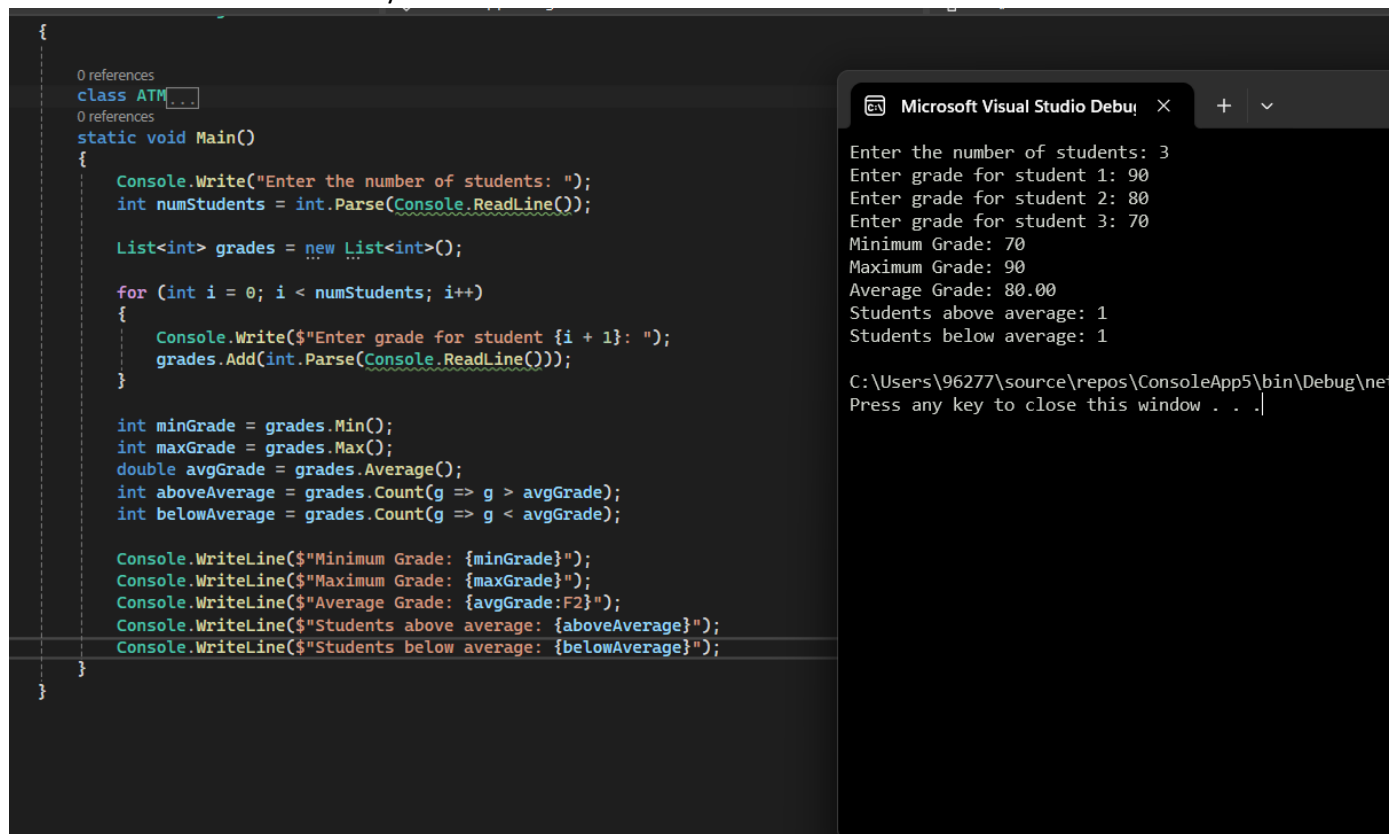 {
0 references
class ATM...
0 references
static void Main()
{
Console.Write("Enter the number of students: ");
int numStudents = int.Parse(Console.ReadLine());
List<int> grades = new List<int>();
for (int i = 0; i < numStudents; i++)
{
Console.Write($"Enter grade for student {i + 1}: ");
grades.Add(int.Parse(Console.ReadLine()));
}
int minGrade = grades.Min();
int maxGrade = grades.Max();
double avgGrade = grades.Average();
int aboveAverage = grades.Count(g => g > avgGrade);
int belowAverage = grades.Count(g => g < avgGrade);
Console.WriteLine($"Minimum Grade: {minGrade}");
Console.WriteLine($"Maximum Grade: {maxGrade}");
Console.WriteLine($"Average Grade: {avgGrade:F2}");
Console.WriteLine($"Students above average: {aboveAverage}");
Console.WriteLine($"Students below average: {belowAverage}");
}
}
Microsoft Visual Studio Debug
Enter the number of students: 3
Enter grade for student 1: 90
Enter grade for student 2: 80
Enter grade for student 3: 70
Minimum Grade: 70
Maximum Grade: 90
Average Grade: 80.00
Students above average: 1
Students below average: 1
C:\Users\96277\source\repos\ConsoleApp5\bin\Debug\net
Press any key to close this window . . .